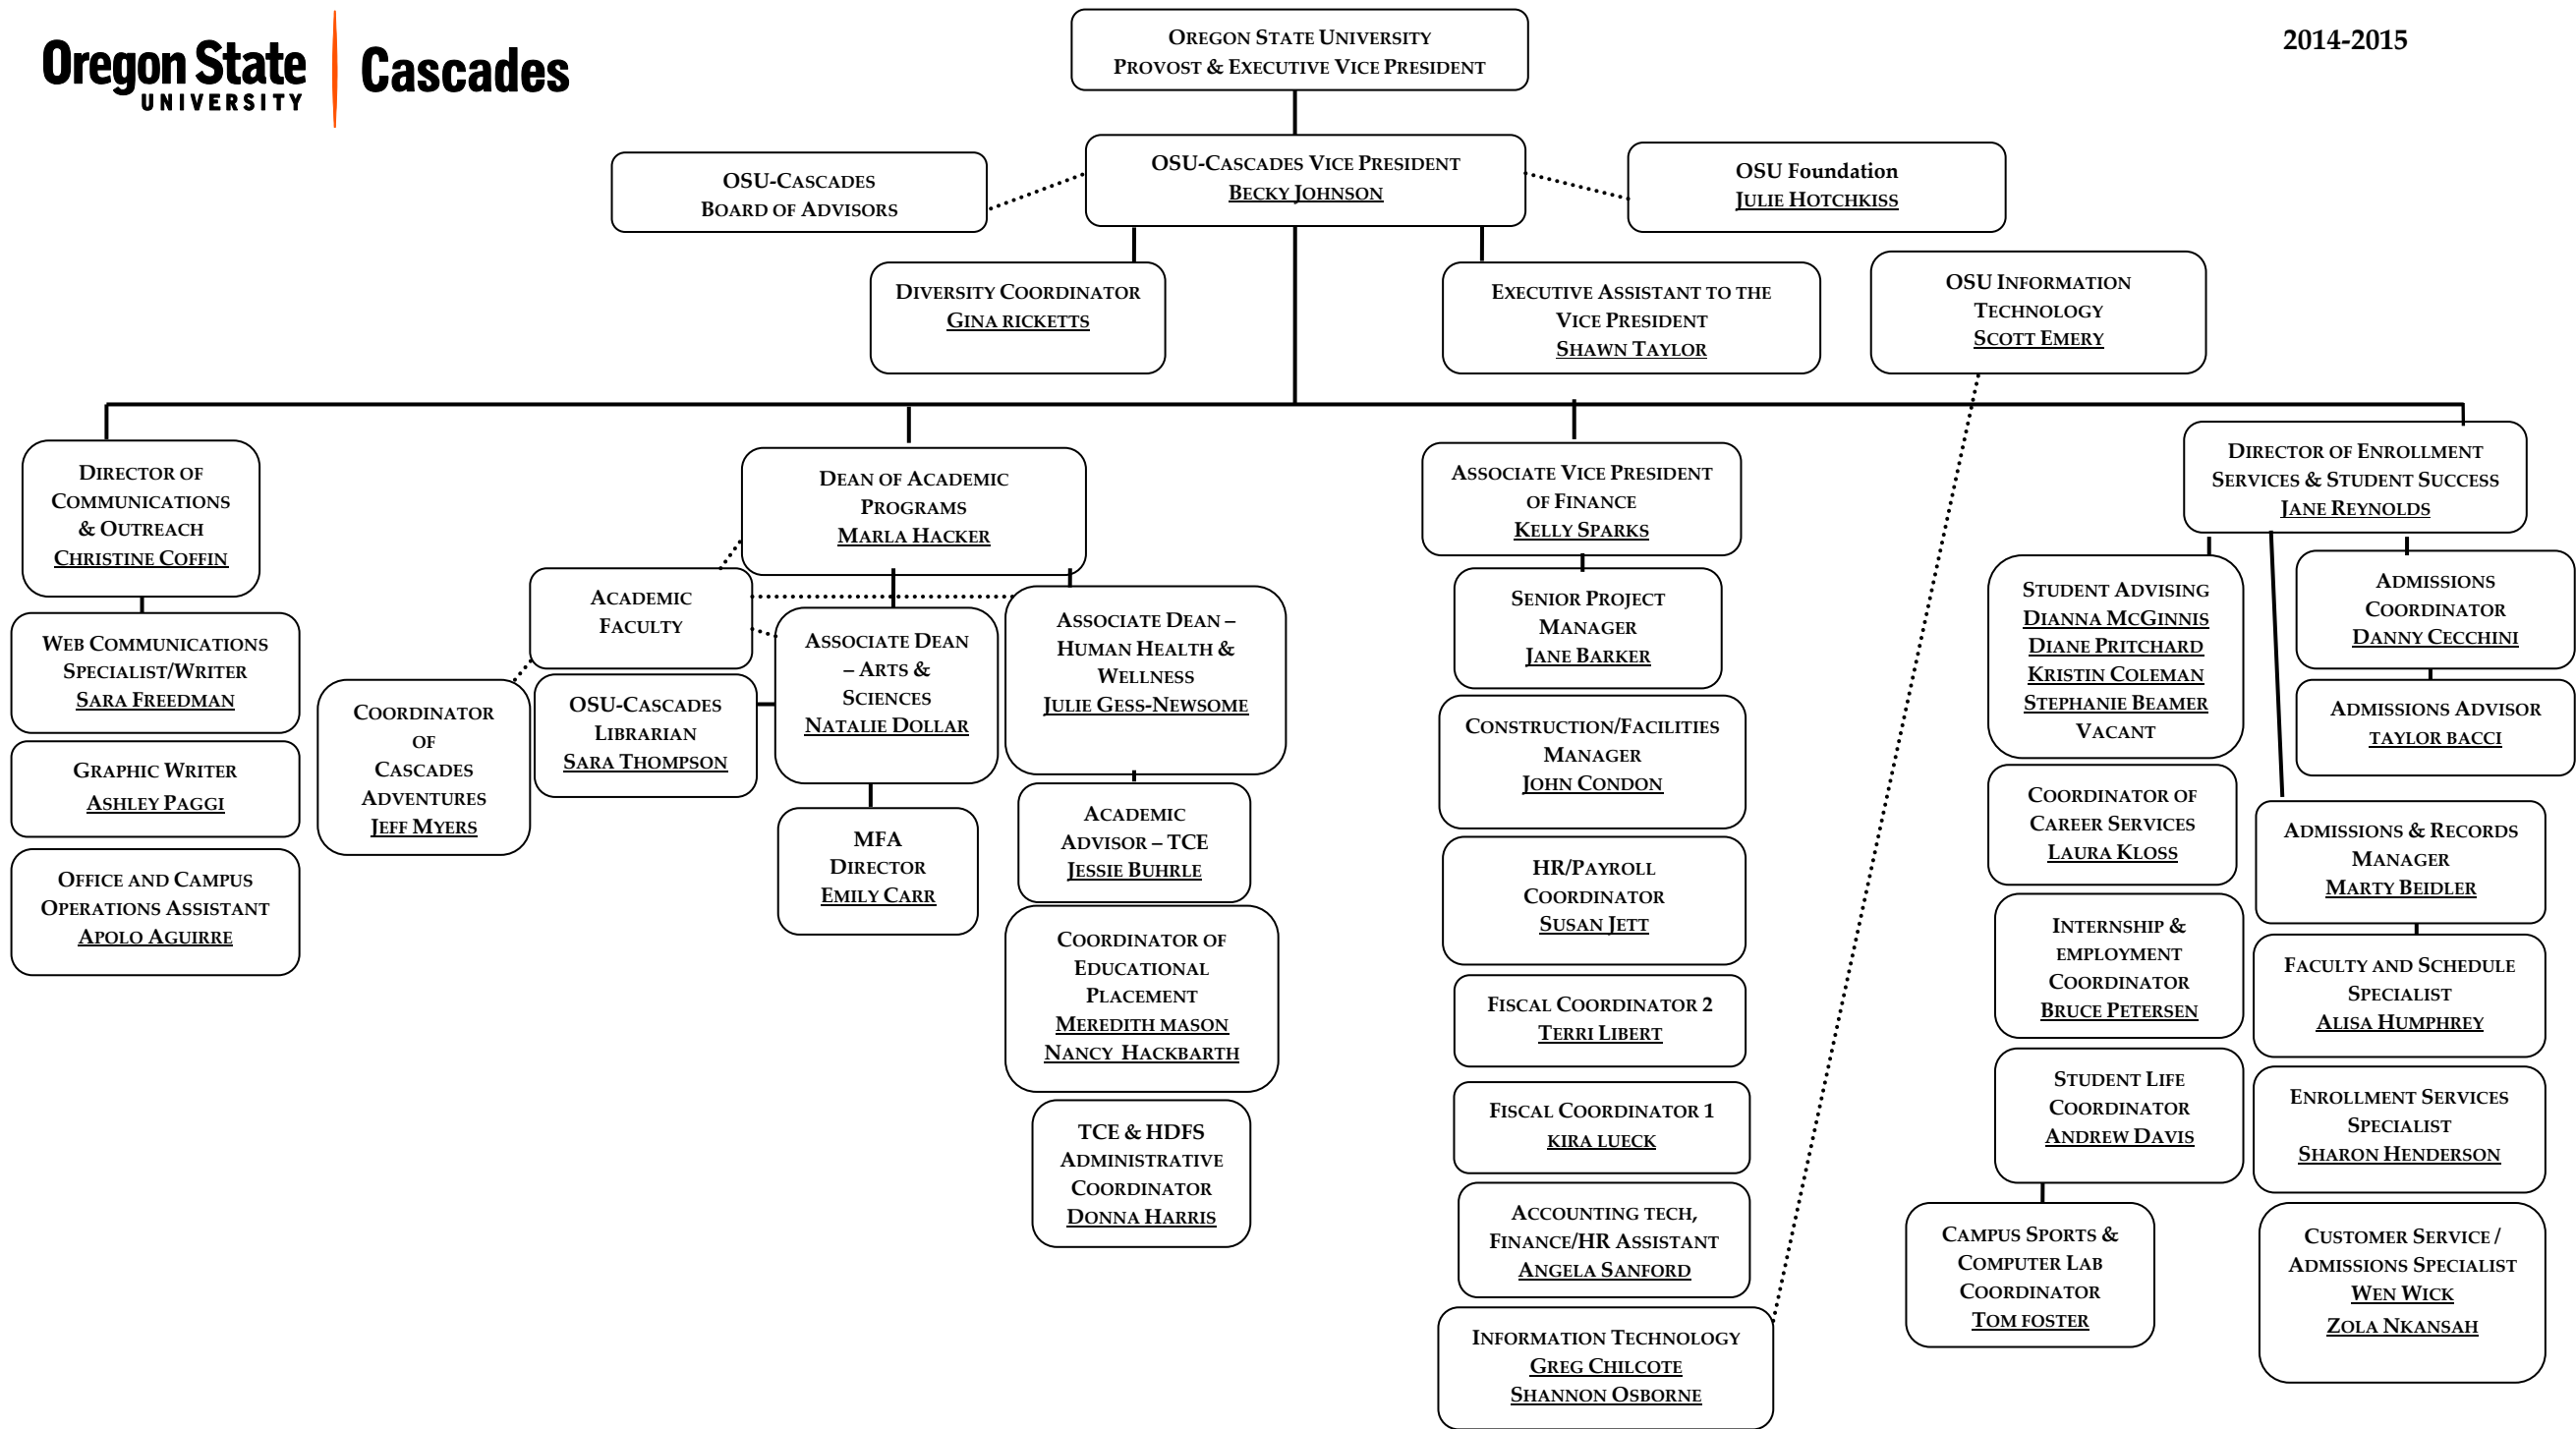 Oregon State
UNIVERSITY
Cascades
2014-2015
OREGON STATE UNIVERSITY
PROVOST & EXECUTIVE VICE PRESIDENT
OSU-CASCADES
BOARD OF ADVISORS
OSU-CASCADES VICE PRESIDENT
BECKY JOHNSON
OSU Foundation
JULIE HOTCHKISS
DIVERSITY COORDINATOR
GINA RICKETTS
EXECUTIVE ASSISTANT TO THE
VICE PRESIDENT
SHAWN TAYLOR
OSU INFORMATION
TECHNOLOGY
SCOTT EMERY
DIRECTOR OF
COMMUNICATIONS
& OUTREACH
CHRISTINE COFFIN
WEB COMMUNICATIONS
SPECIALIST/WRITER
SARA FREEDMAN
GRAPHIC WRITER
ASHLEY PAGGI
OFFICE AND CAMPUS
OPERATIONS ASSISTANT
APOLO AGUIRRE
DEAN OF ACADEMIC
PROGRAMS
MARLA HACKER
ACADEMIC
FACULTY
COORDINATOR
OF
CASCADES
ADVENTURES
JEFF MYERS
OSU-CASCADES
LIBRARIAN
SARA THOMPSON
ASSOCIATE DEAN
– ARTS &
SCIENCES
NATALIE DOLLAR
MFA
DIRECTOR
EMILY CARR
ASSOCIATE DEAN –
HUMAN HEALTH &
WELLNESS
JULIE GESS-NEWSOME
ACADEMIC
ADVISOR – TCE
JESSIE BUHRLE
COORDINATOR OF
EDUCATIONAL
PLACEMENT
MEREDITH MASON
NANCY HACKBARTH
TCE & HDFS
ADMINISTRATIVE
COORDINATOR
DONNA HARRIS
ASSOCIATE VICE PRESIDENT
OF FINANCE
KELLY SPARKS
SENIOR PROJECT
MANAGER
JANE BARKER
CONSTRUCTION/FACILITIES
MANAGER
JOHN CONDON
HR/PAYROLL
COORDINATOR
SUSAN JETT
FISCAL COORDINATOR 2
TERRI LIBERT
FISCAL COORDINATOR 1
KIRA LUECK
ACCOUNTING TECH,
FINANCE/HR ASSISTANT
ANGELA SANFORD
INFORMATION TECHNOLOGY
GREG CHILCOTE
SHANNON OSBORNE
DIRECTOR OF ENROLLMENT
SERVICES & STUDENT SUCCESS
JANE REYNOLDS
STUDENT ADVISING
DIANNA MCGINNIS
DIANE PRITCHARD
KRISTIN COLEMAN
STEPHANIE BEAMER
VACANT
COORDINATOR OF
CAREER SERVICES
LAURA KLOSS
INTERNSHIP &
EMPLOYMENT
COORDINATOR
BRUCE PETERSEN
STUDENT LIFE
COORDINATOR
ANDREW DAVIS
CAMPUS SPORTS &
COMPUTER LAB
COORDINATOR
TOM FOSTER
ADMISSIONS
COORDINATOR
DANNY CECCHINI
ADMISSIONS ADVISOR
TAYLOR BACCI
ADMISSIONS & RECORDS
MANAGER
MARTY BEIDLER
FACULTY AND SCHEDULE
SPECIALIST
ALISA HUMPHREY
ENROLLMENT SERVICES
SPECIALIST
SHARON HENDERSON
CUSTOMER SERVICE /
ADMISSIONS SPECIALIST
WEN WICK
ZOLA NKANSAH